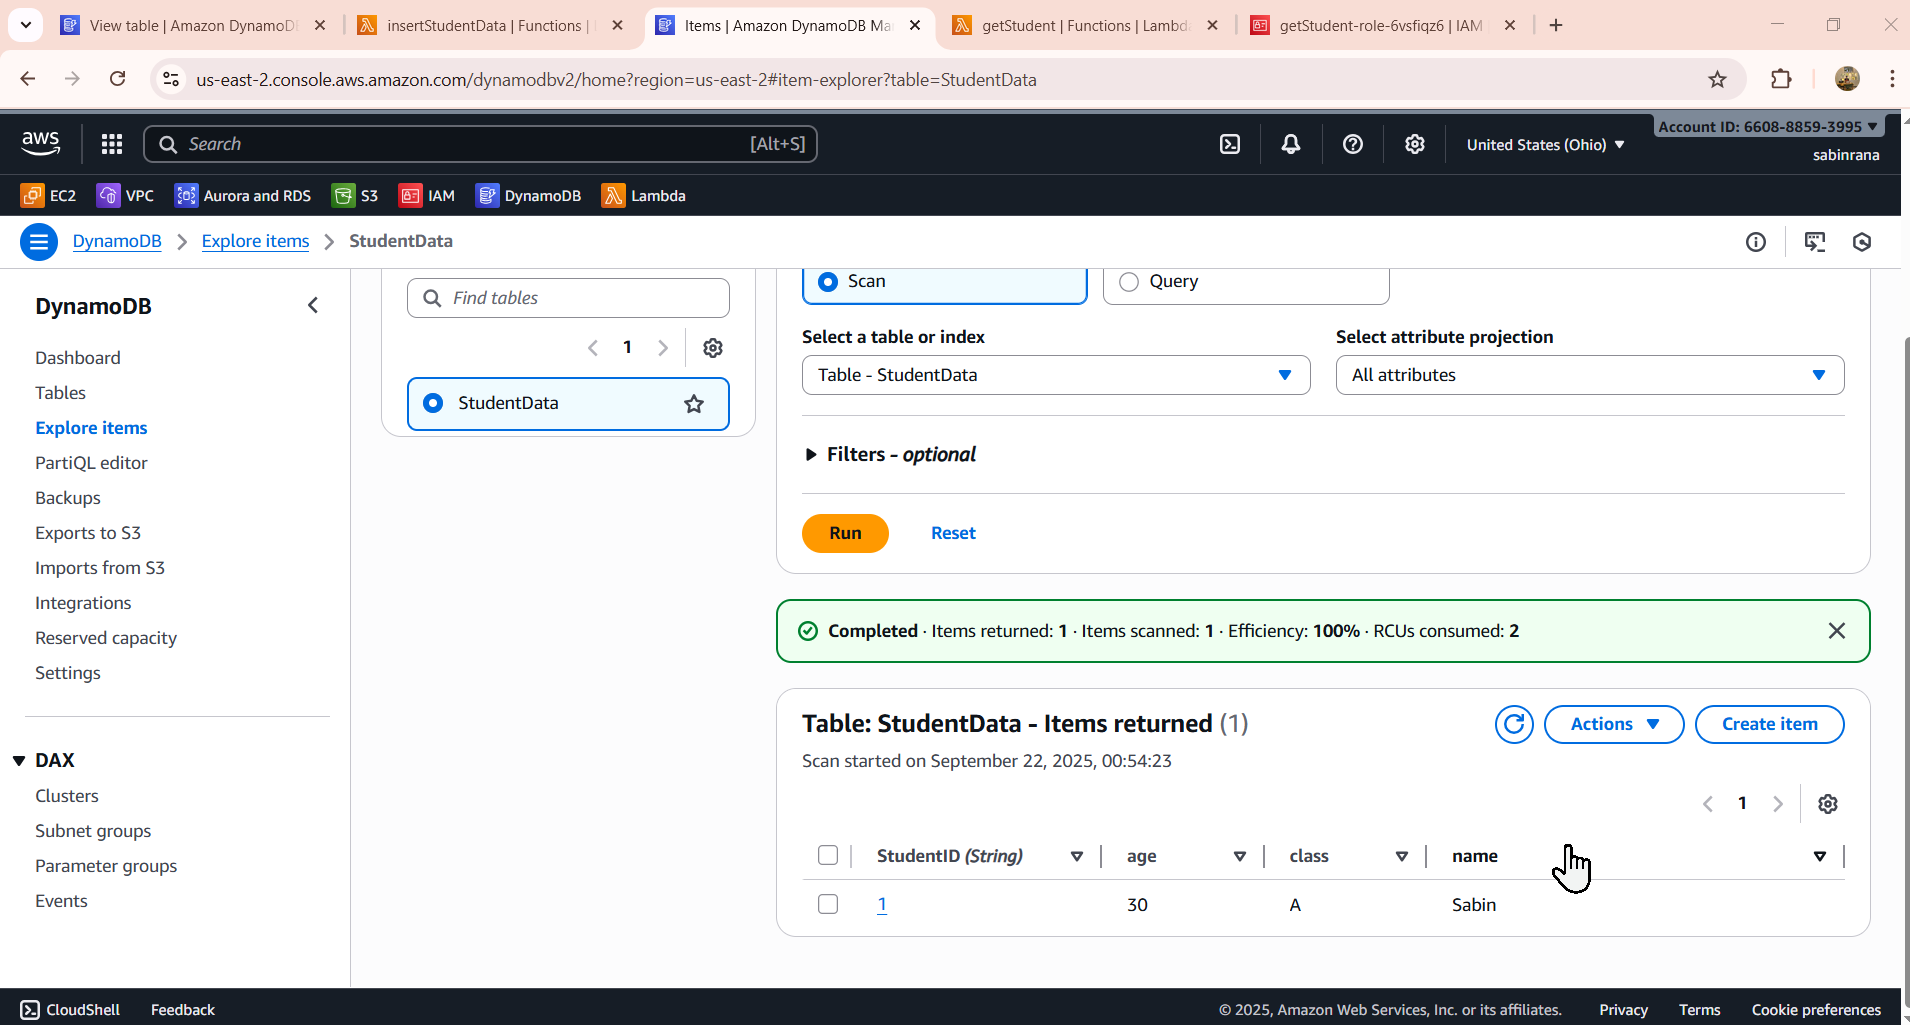 View table | Amazon DynamoDB
insertStudentData | Functions |
Items | Amazon DynamoDB Ma
getStudent | Functions | Lambd
getStudent-role-6vsfiqz6 | IAM
us-east-2.console.aws.amazon.com/dynamodbv2/home?region=us-east-2#item-explorer?table=StudentData
aws
Search [Alt+S]
United States (Ohio)
Account ID: 6608-8859-3995
sabinrana
EC2 VPC Aurora and RDS S3 IAM DynamoDB Lambda
DynamoDB Explore items StudentData
DynamoDB
Dashboard
Tables
Explore items
PartiQL editor
Backups
Exports to S3
Imports from S3
Integrations
Reserved capacity
Settings
DAX
Clusters
Subnet groups
Parameter groups
Events
Find tables
1
StudentData
Scan Query
Select a table or index
Table - StudentData
Select attribute projection
All attributes
Filters - optional
Run Reset
Completed · Items returned: 1 · Items scanned: 1 · Efficiency: 100% · RCUs consumed: 2
Table: StudentData - Items returned (1)
Actions Create item
Scan started on September 22, 2025, 00:54:23
1
StudentID (String) age class name
1 30 A Sabin
CloudShell Feedback © 2025, Amazon Web Services, Inc. or its affiliates. Privacy Terms Cookie preferences